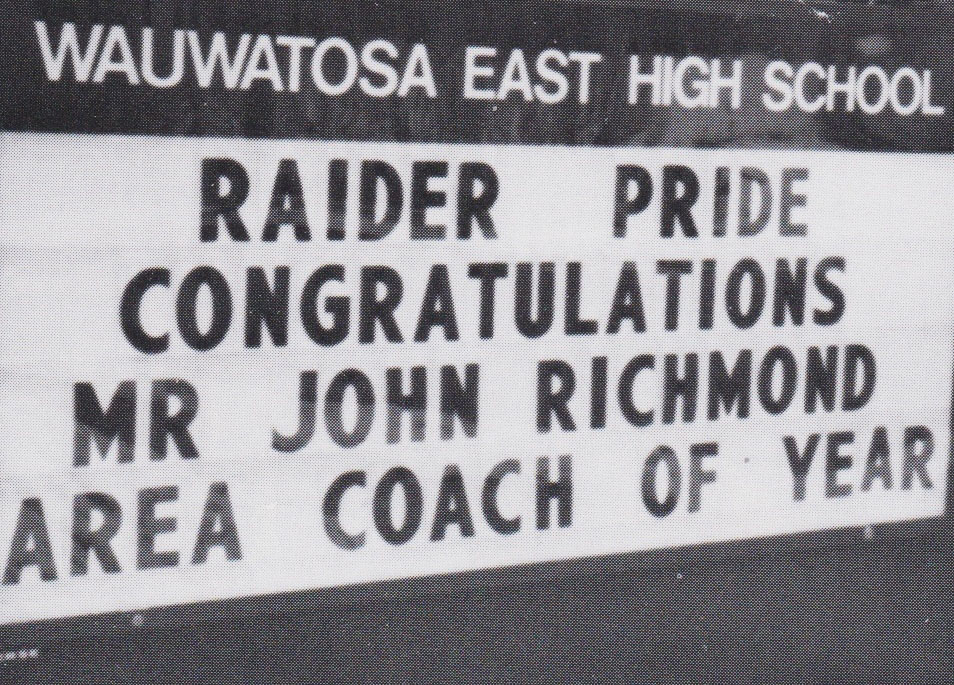 WAUWATOSA EAST HIGH SCHOOL
RAIDER PRIDE
CONGRATULATIONS
MR JOHN RICHMOND
AREA COACH OF YEAR